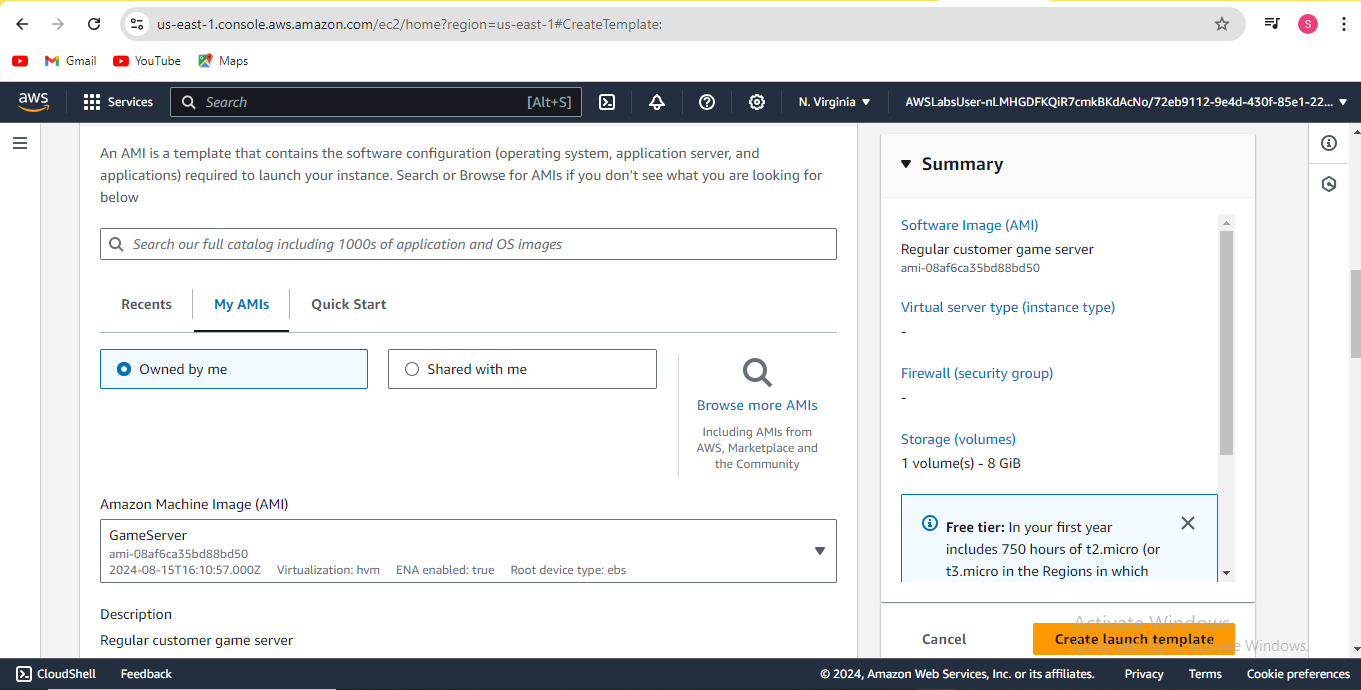 us-east-1.console.aws.amazon.com/ec2/home?region=us-east-1#CreateTemplate:
S
Gmail
YouTube
Maps
aws
Services
Search
[Alt+S]
N. Virginia
AWSLabsUser-nLMHGDFKQiR7cmkBKdAcNo/72eb9112-9e4d-430f-85e1-22...
An AMI is a template that contains the software configuration (operating system, application server, and
applications) required to launch your instance. Search or Browse for AMIs if you don't see what you are looking for
below
Search our full catalog including 1000s of application and OS images
Recents
My AMIs
Quick Start
Owned by me
Shared with me
Browse more AMIs
Including AMIs from
AWS, Marketplace and
the Community
Amazon Machine Image (AMI)
GameServer
ami-08af6ca35bd88bd50
2024-08-15T16:10:57.000Z Virtualization: hvm ENA enabled: true Root device type: ebs
Description
Regular customer game server
Summary
Software Image (AMI)
Regular customer game server
ami-08af6ca35bd88bd50
Virtual server type (instance type)
-
Firewall (security group)
-
Storage (volumes)
1 volume(s) - 8 GiB
Free tier: In your first year
includes 750 hours of t2.micro (or
t3.micro in the Regions in which
Activate Windows
Cancel
Create launch template
Windows.
CloudShell
Feedback
© 2024, Amazon Web Services, Inc. or its affiliates.
Privacy
Terms
Cookie preferences